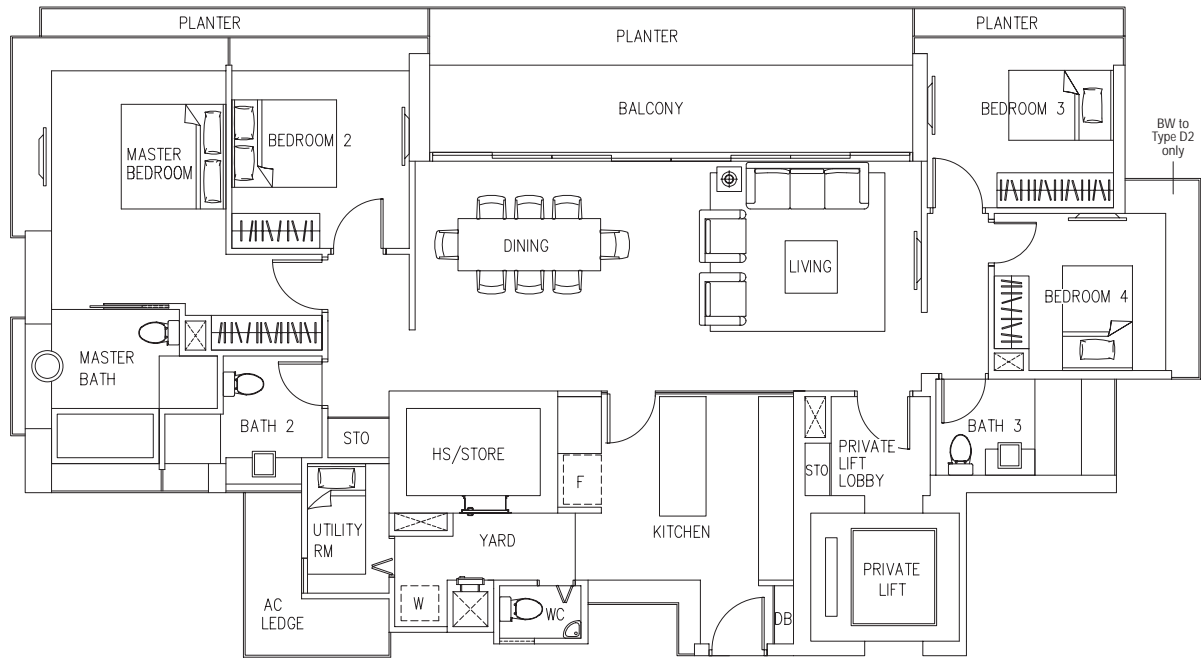 PLANTER
PLANTER
PLANTER
BALCONY
BEDROOM 3
BW to
Type D2
only
BEDROOM 2
MASTER
BEDROOM
DINING
LIVING
BEDROOM 4
MASTER
BATH
BATH 2
STO
HS/STORE
F
PRIVATE
LIFT
LOBBY
STO
BATH 3
UTILITY
RM
YARD
KITCHEN
PRIVATE
LIFT
W
WC
DB
AC
LEDGE